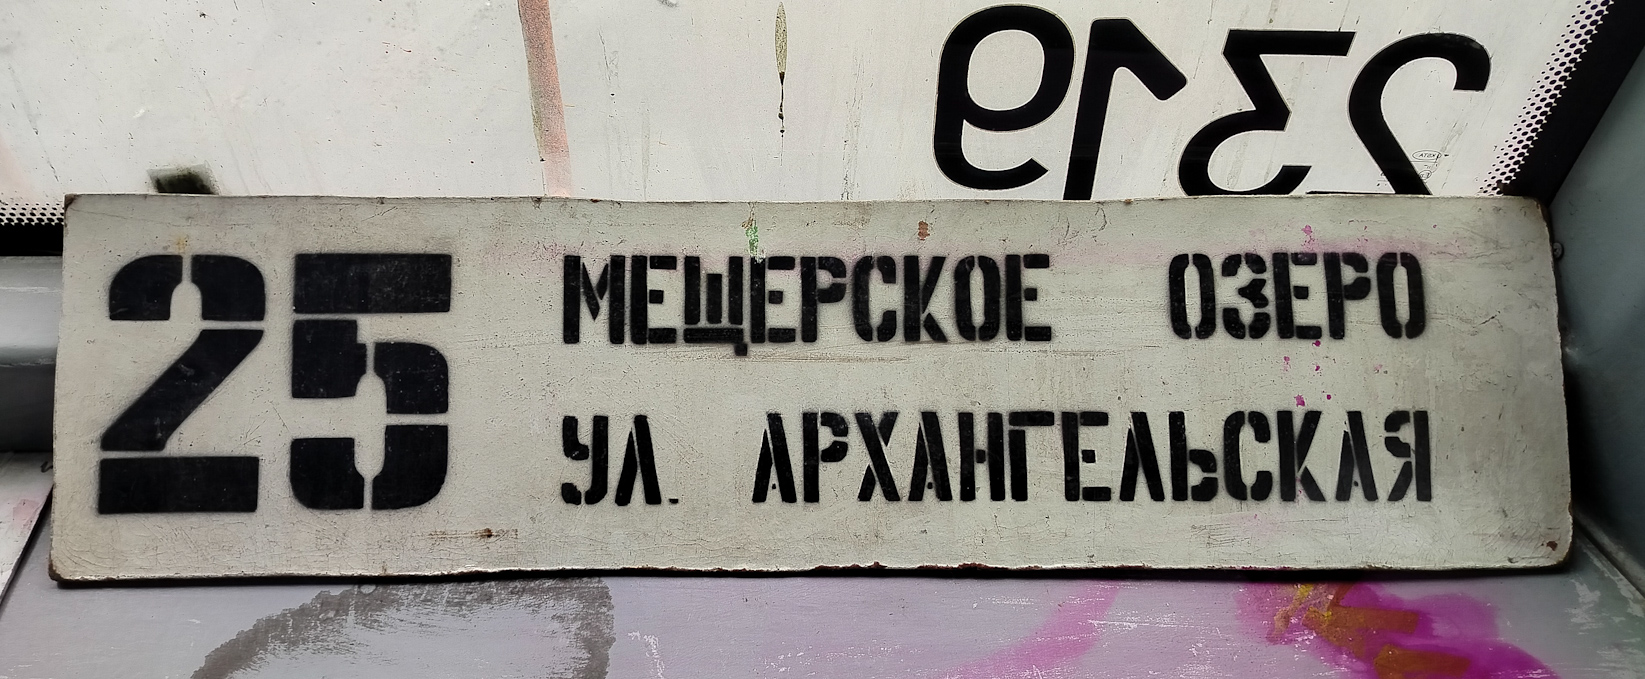 2319
25 МЕЩЕРСКОЕ ОЗЕРО
УЛ. АРХАНГЕЛЬСКАЯ